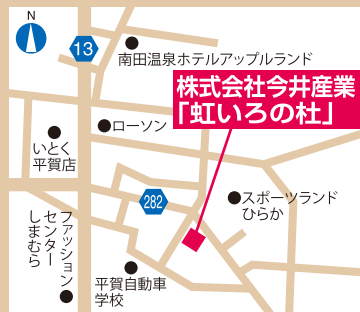 N
13
南田温泉ホテルアップルランド
株式会社今井産業
「虹いろの杜」
ローソン
いとく
平賀店
282
スポーツランド
ひらか
ファッション
センター
しまむら
平賀自動車
学校